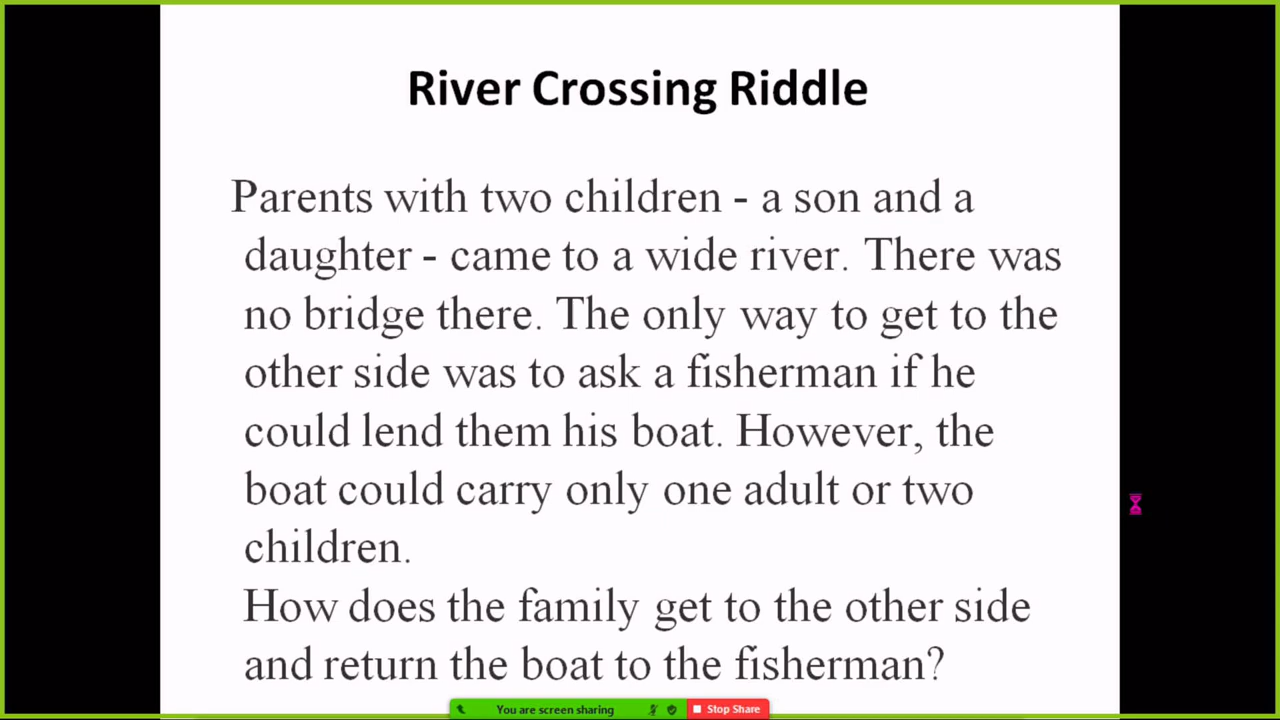 River Crossing Riddle
Parents with two children - a son and a
daughter - came to a wide river. There was
no bridge there. The only way to get to the
other side was to ask a fisherman if he
could lend them his boat. However, the
boat could carry only one adult or two
children.
How does the family get to the other side
and return the boat to the fisherman?
You are screen sharing
Stop Share